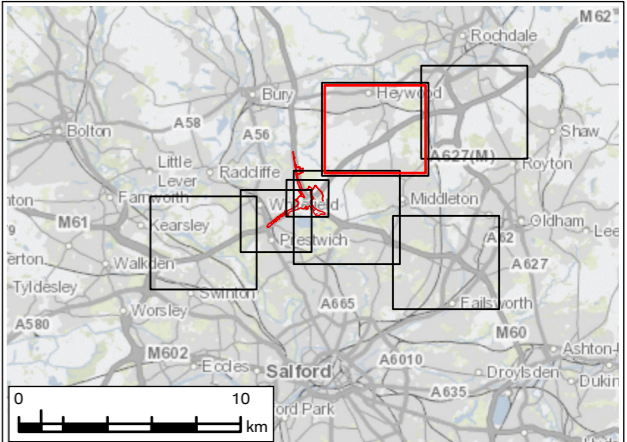 M62
Rochdale
Bury
Heywood
A58
Bolton
A56
Shaw
A627(M)
Little
Lever
Radcliffe
Royton
Farnworth
Middleton
Whitefield
M61
Kearsley
Oldham
Lee
A62
Prestwich
Walkden
A627
erton
Tyldesley
Swinton
Failsworth
Worsley
A665
A580
M60
M602
Ashton-
Eccles
Salford
A6010
Droylsden
Dukin
A635
ord Park
0
10
km